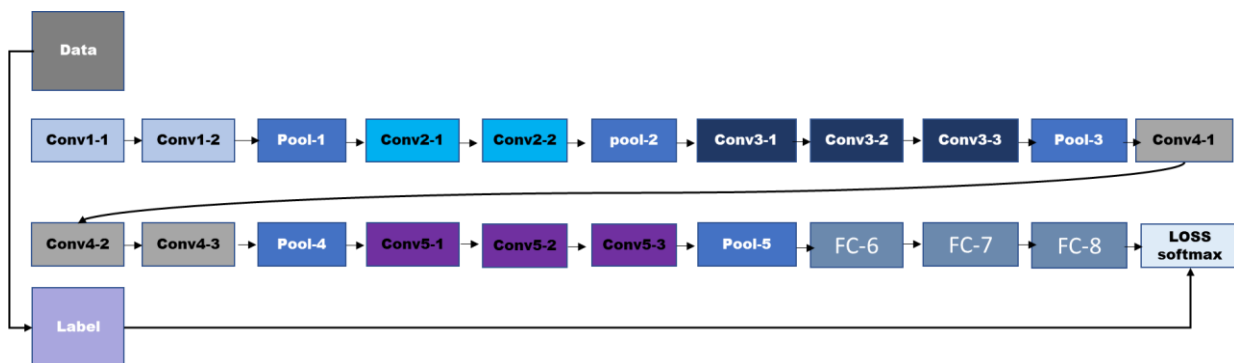 Data
Conv1-1 Conv1-2 Pool-1 Conv2-1 Conv2-2 pool-2 Conv3-1 Conv3-2 Conv3-3 Pool-3 Conv4-1
Conv4-2 Conv4-3 Pool-4 Conv5-1 Conv5-2 Conv5-3 Pool-5 FC-6 FC-7 FC-8 LOSS
softmax
Label